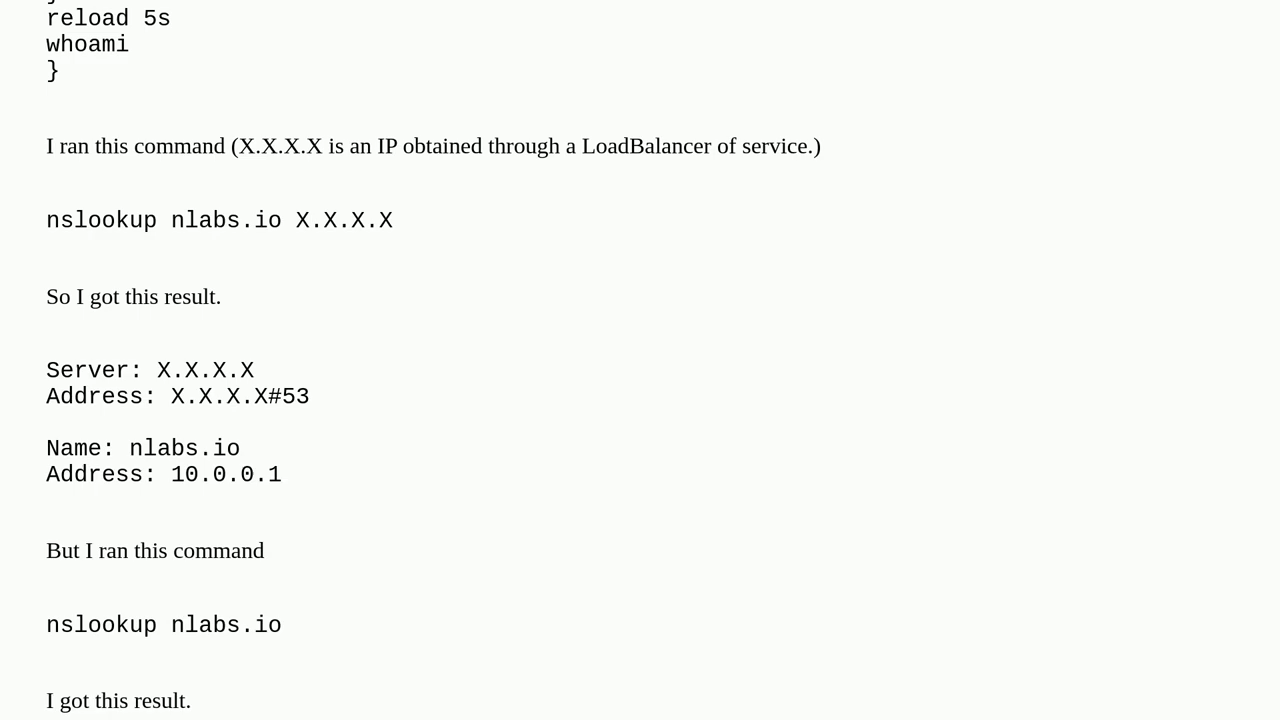 reload 5s
whoami
}
I ran this command (X.X.X.X is an IP obtained through a LoadBalancer of service.)
nslookup nlabs.io X.X.X.X
So I got this result.
Server: X.X.X.X
Address: X.X.X.X#53
Name: nlabs.io
Address: 10.0.0.1
But I ran this command
nslookup nlabs.io
I got this result.